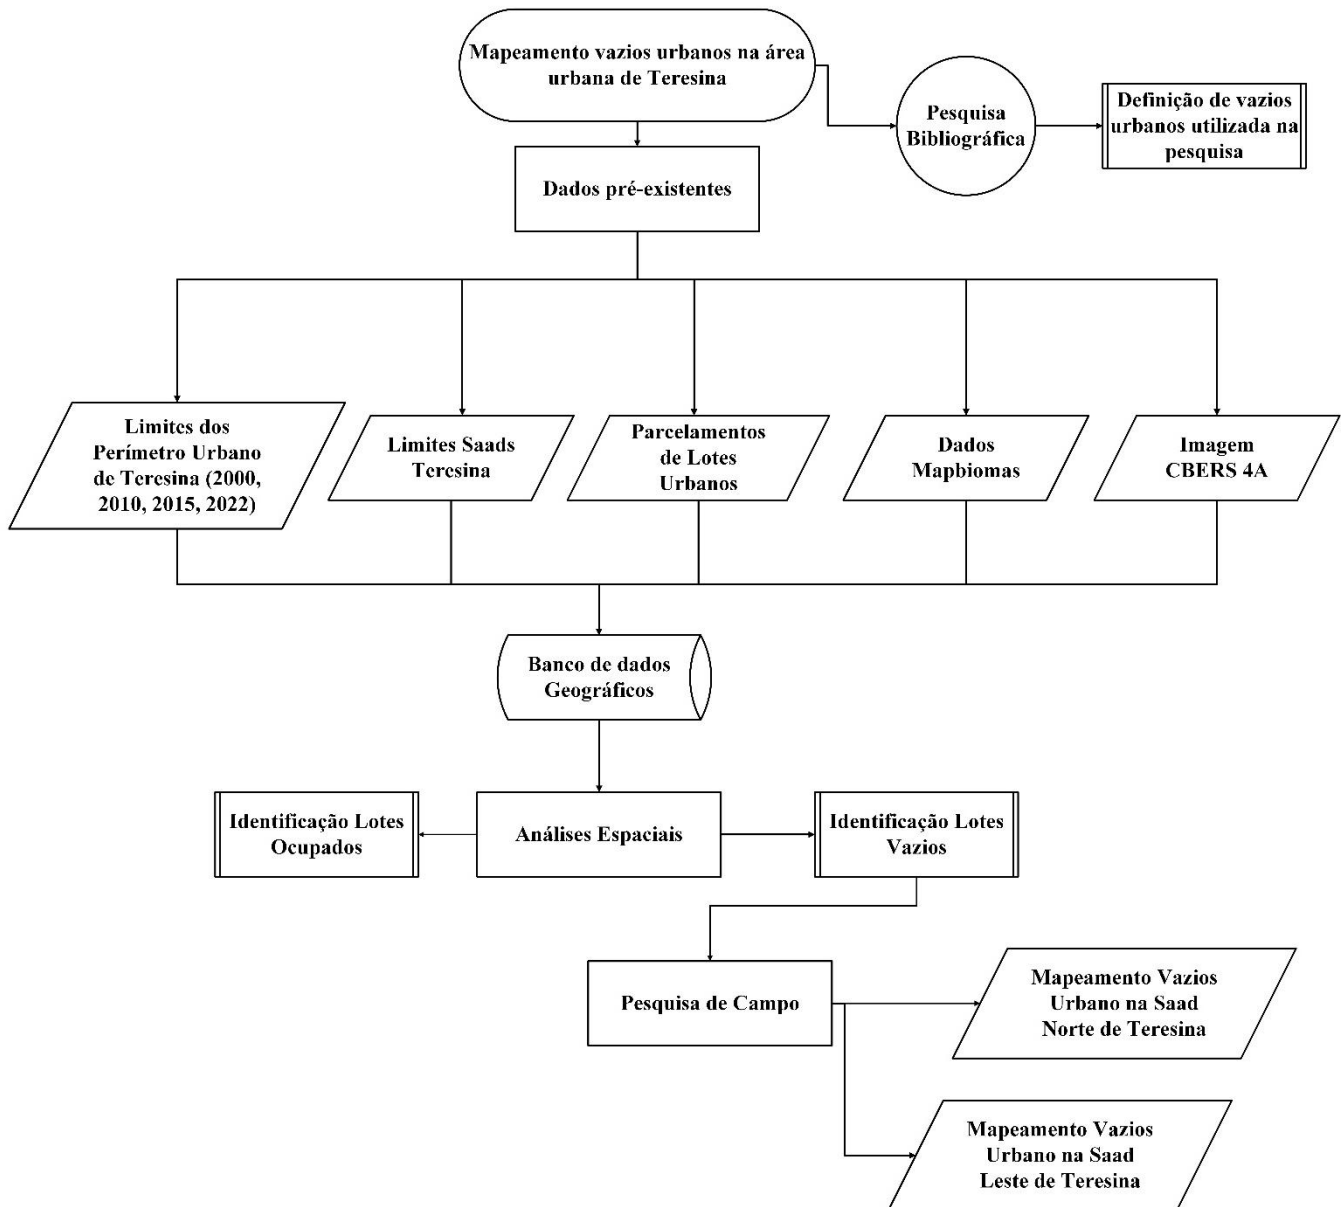 Mapeamento vazios urbanos na área
urbana de Teresina
Pesquisa
Bibliográfica
Definição de vazios
urbanos utilizada na
pesquisa
Dados pré-existentes
Limites dos
Perímetro Urbano
de Teresina (2000,
2010, 2015, 2022)
Limites Saads
Teresina
Parcelamentos
de Lotes
Urbanos
Dados
Mapbiomas
Imagem
CBERS 4A
Banco de dados
Geográficos
Identificação Lotes
Ocupados
Análises Espaciais
Identificação Lotes
Vazios
Pesquisa de Campo
Mapeamento Vazios
Urbano na Saad
Norte de Teresina
Mapeamento Vazios
Urbano na Saad
Leste de Teresina